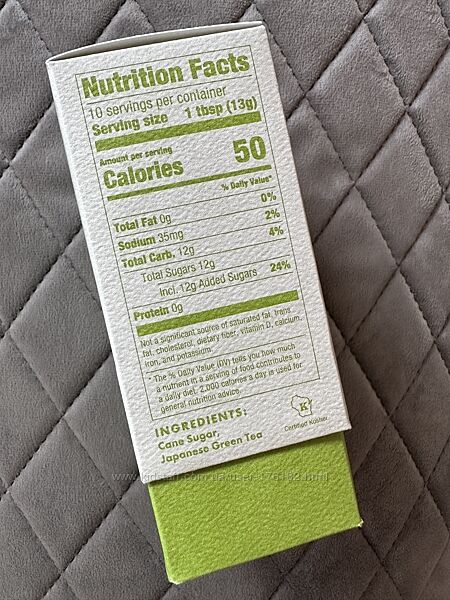 Nutrition Facts
10 servings per container
Serving size 1 tbsp (13g)
Amount per serving
Calories 50
% Daily Value*
Total Fat 0g 0%
Sodium 35mg 2%
Total Carb. 12g 4%
Total Sugars 12g
Incl. 12g Added Sugars 24%
Protein 0g
Not a significant source of saturated fat, trans
fat, cholesterol, dietary fiber, vitamin D, calcium,
iron, and potassium.
* The % Daily Value (DV) tells you how much
a nutrient in a serving of food contributes to
a daily diet. 2,000 calories a day is used for
general nutrition advice.
INGREDIENTS:
Cane Sugar,
Japanese Green Tea
K
Certified Kosher